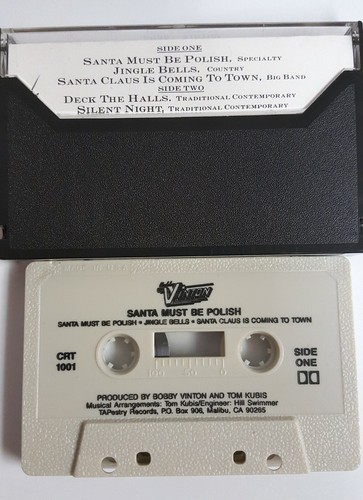 SIDE ONE
SANTA MUST BE POLISH, SPECIALTY
JINGLE BELLS, COUNTRY
SANTA CLAUS IS COMING TO TOWN, BIG BAND
SIDE TWO
DECK THE HALLS, TRADITIONAL CONTEMPORARY
SILENT NIGHT, TRADITIONAL CONTEMPORARY
VINTON
SANTA MUST BE POLISH
SANTA MUST BE POLISH • JINGLE BELLS • SANTA CLAUS IS COMING TO TOWN
CRT
1001
100 50 0
SIDE
ONE
PRODUCED BY BOBBY VINTON AND TOM KUBIS
Musical Arrangements: Tom Kubis/Engineer: Hill Swimmer
TAPestry Records, P.O. Box 906, Malibu, CA 90265